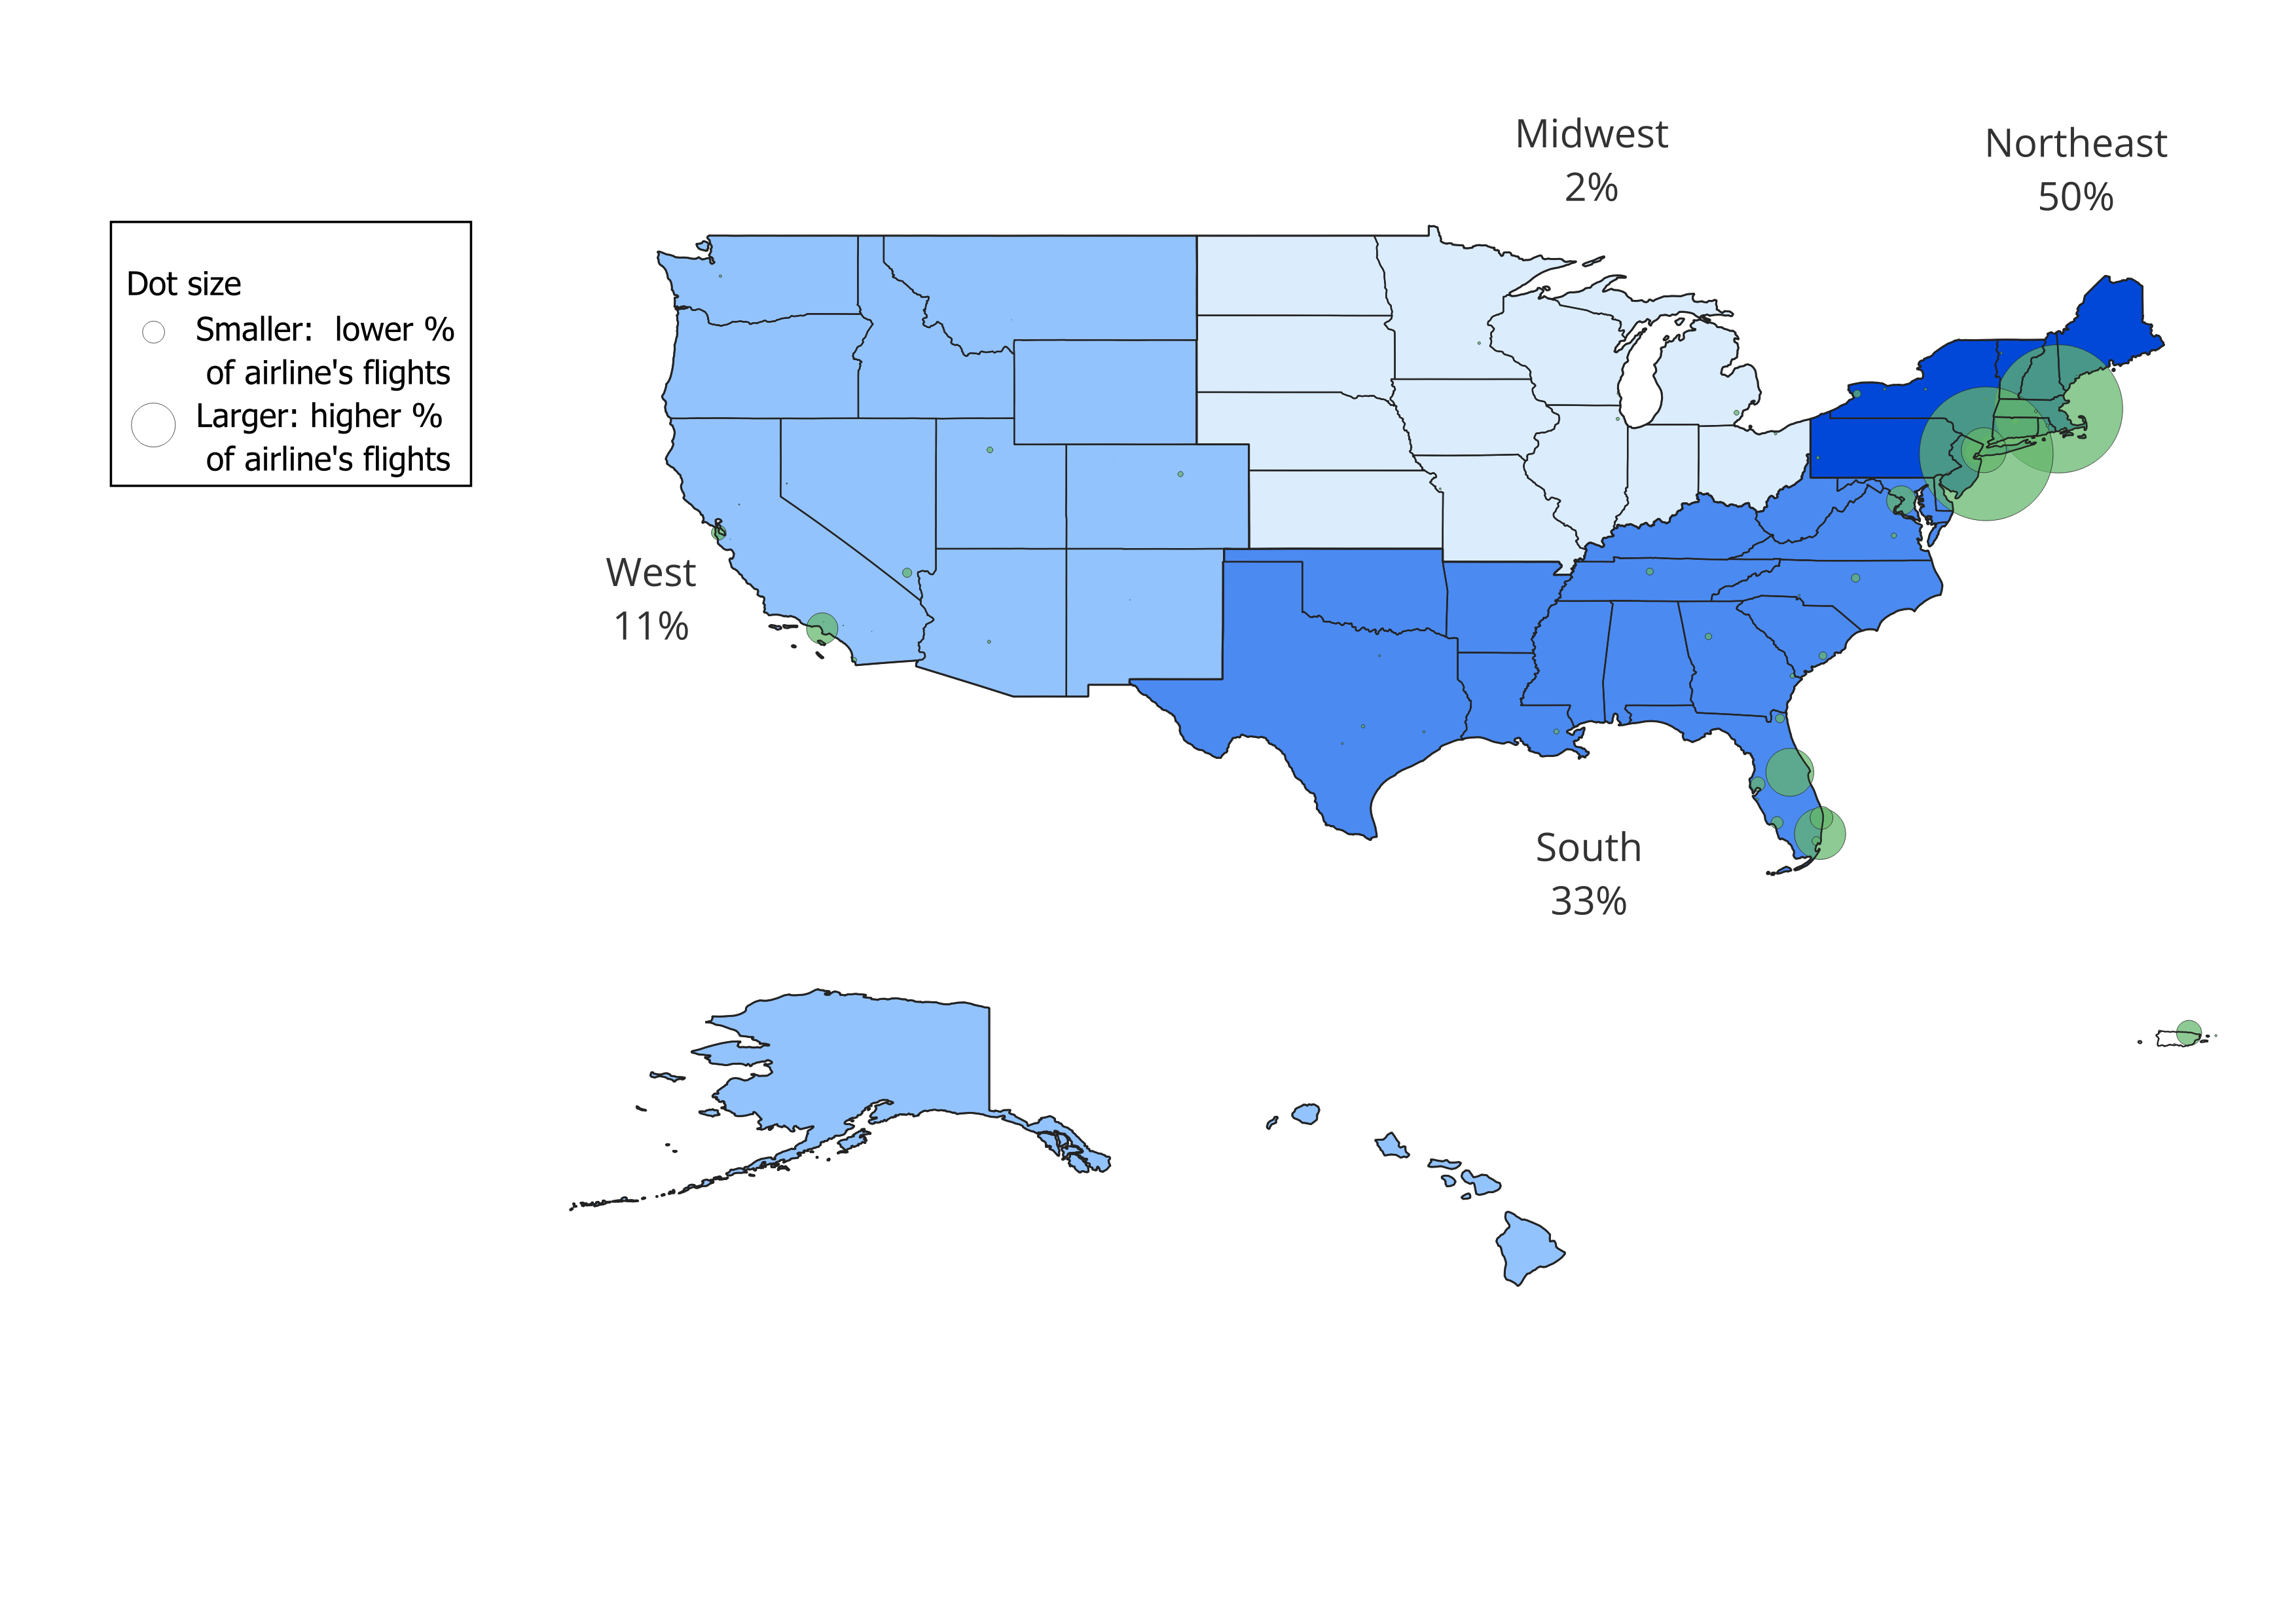 Midwest
2%
Northeast
50%
Dot size
Smaller:  lower %
of airline's flights
Larger: higher %
of airline's flights
West
11%
South
33%